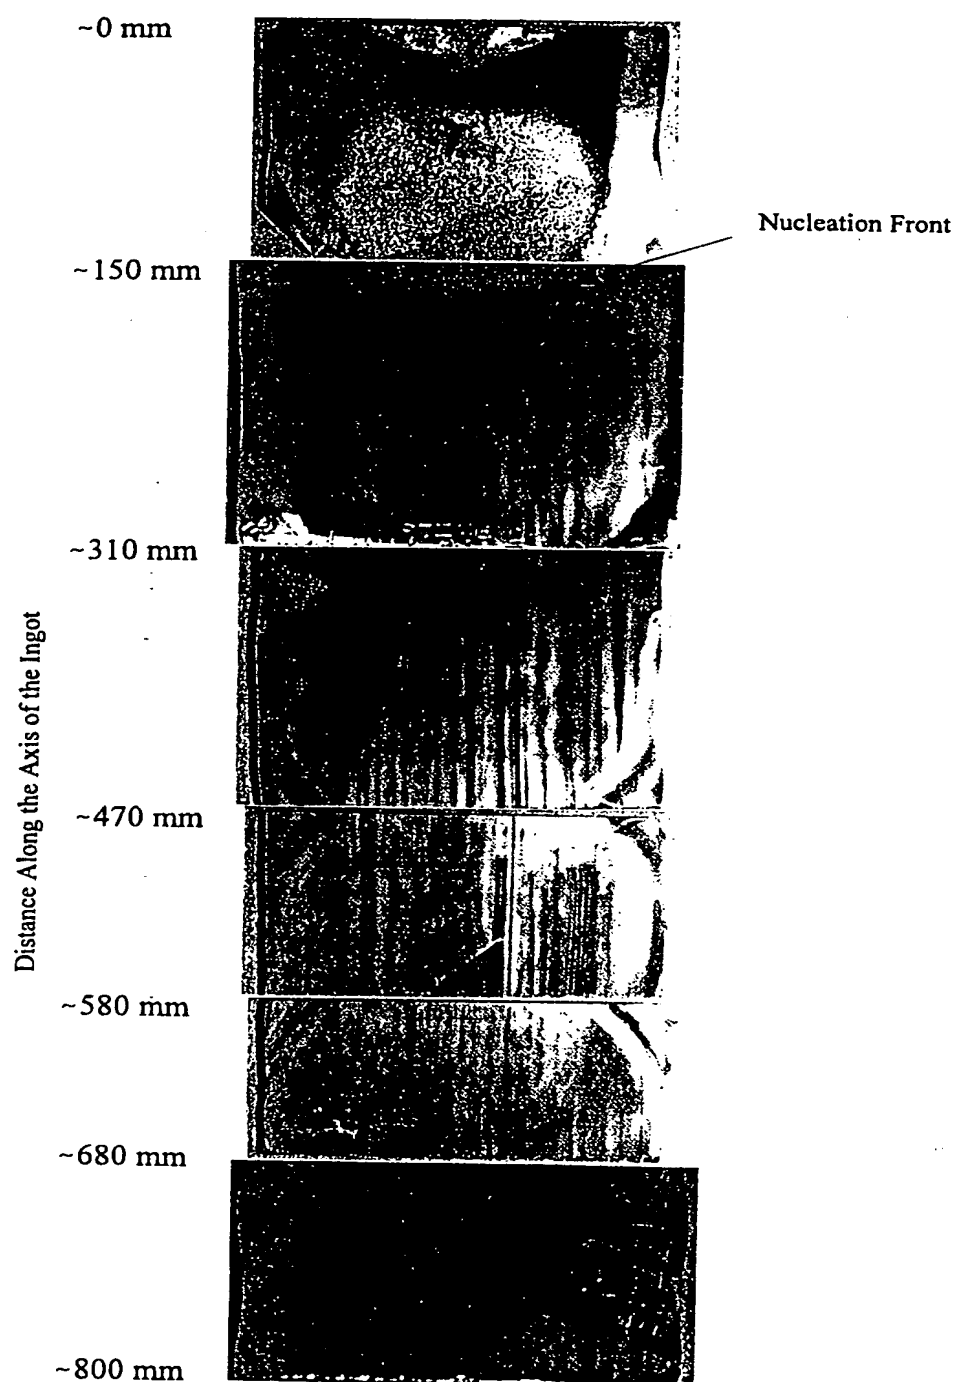 ~0 mm
Nucleation Front
~150 mm
~310 mm
Distance Along the Axis of the Ingot
~470 mm
~580 mm
~680 mm
~800 mm